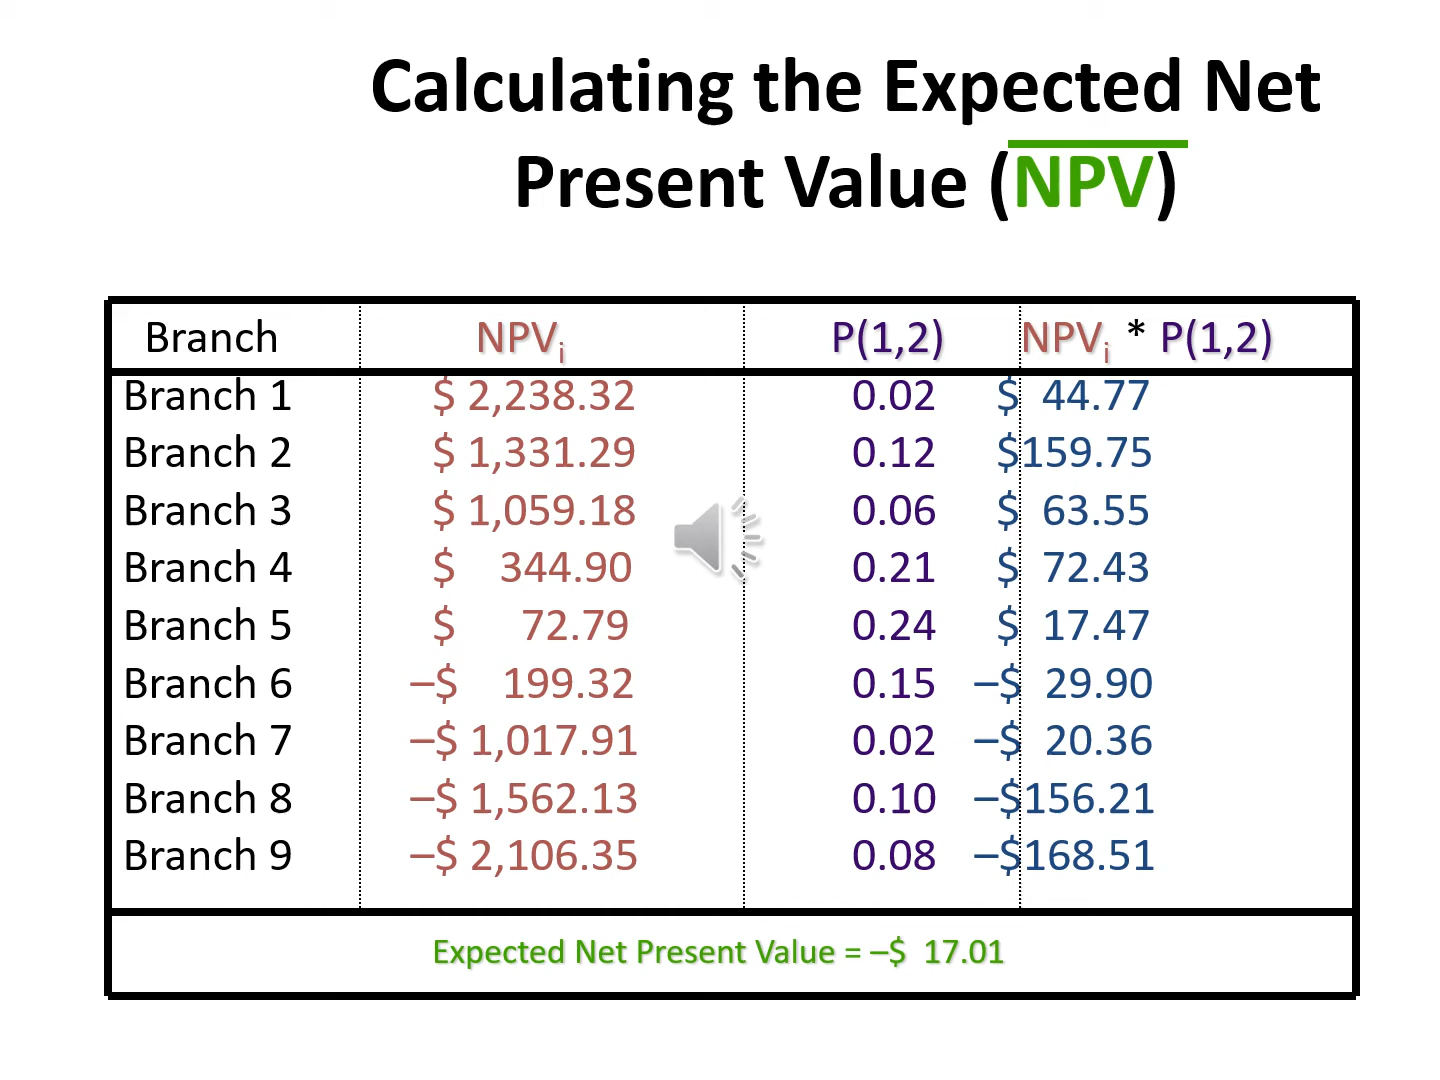 Calculating the Expected Net
Present Value (NPV)
Branch NPVi P(1,2) NPVi * P(1,2)
Branch 1 $ 2,238.32 0.02 $ 44.77
Branch 2 $ 1,331.29 0.12 $159.75
Branch 3 $ 1,059.18 0.06 $ 63.55
Branch 4 $ 344.90 0.21 $ 72.43
Branch 5 $ 72.79 0.24 $ 17.47
Branch 6 –$ 199.32 0.15 –$ 29.90
Branch 7 –$ 1,017.91 0.02 –$ 20.36
Branch 8 –$ 1,562.13 0.10 –$156.21
Branch 9 –$ 2,106.35 0.08 –$168.51
Expected Net Present Value = –$ 17.01